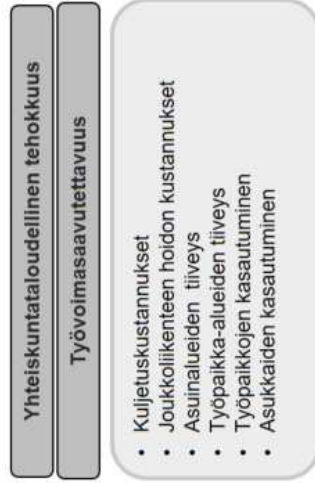 Yhteiskuntataloudellinen tehokkuus
Työvoimasaavutettavuus
• Kuljetuskustannukset
• Joukkoliikenteen hoidon kustannukset
• Asuinalueiden tiiveys
• Työpaikka-alueiden tiiveys
• Työpaikkojen kasautuminen
• Asukkaiden kasautuminen